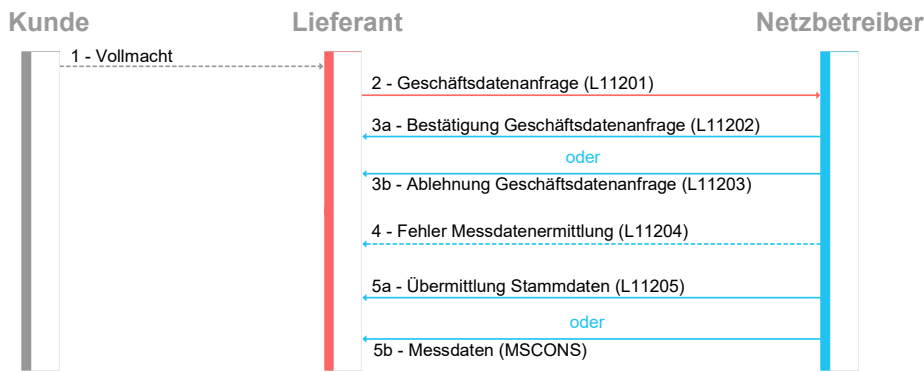 Kunde
Lieferant
Netzbetreiber
1 - Vollmacht
2 - Geschäftsdatenanfrage (L11201)
3a - Bestätigung Geschäftsdatenanfrage (L11202)
oder
3b - Ablehnung Geschäftsdatenanfrage (L11203)
4 - Fehler Messdatenermittlung (L11204)
5a - Übermittlung Stammdaten (L11205)
oder
5b - Messdaten (MSCONS)